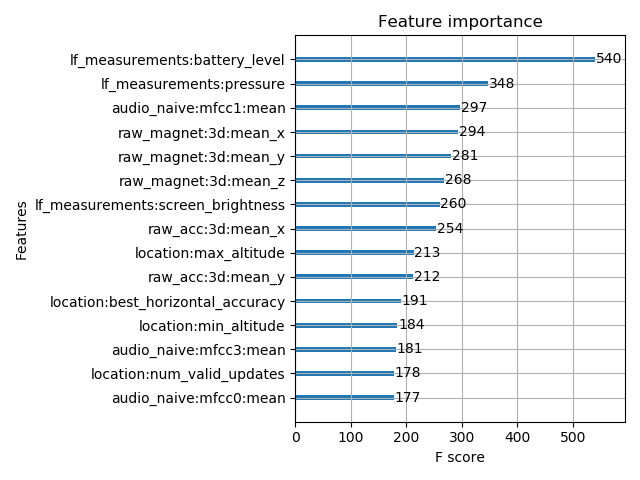 Feature importance
lf_measurements:battery_level 540
lf_measurements:pressure 348
audio_naive:mfcc1:mean 297
raw_magnet:3d:mean_x 294
raw_magnet:3d:mean_y 281
raw_magnet:3d:mean_z 268
lf_measurements:screen_brightness 260
raw_acc:3d:mean_x 254
location:max_altitude 213
raw_acc:3d:mean_y 212
location:best_horizontal_accuracy 191
location:min_altitude 184
audio_naive:mfcc3:mean 181
location:num_valid_updates 178
audio_naive:mfcc0:mean 177
Features
0 100 200 300 400 500
F score